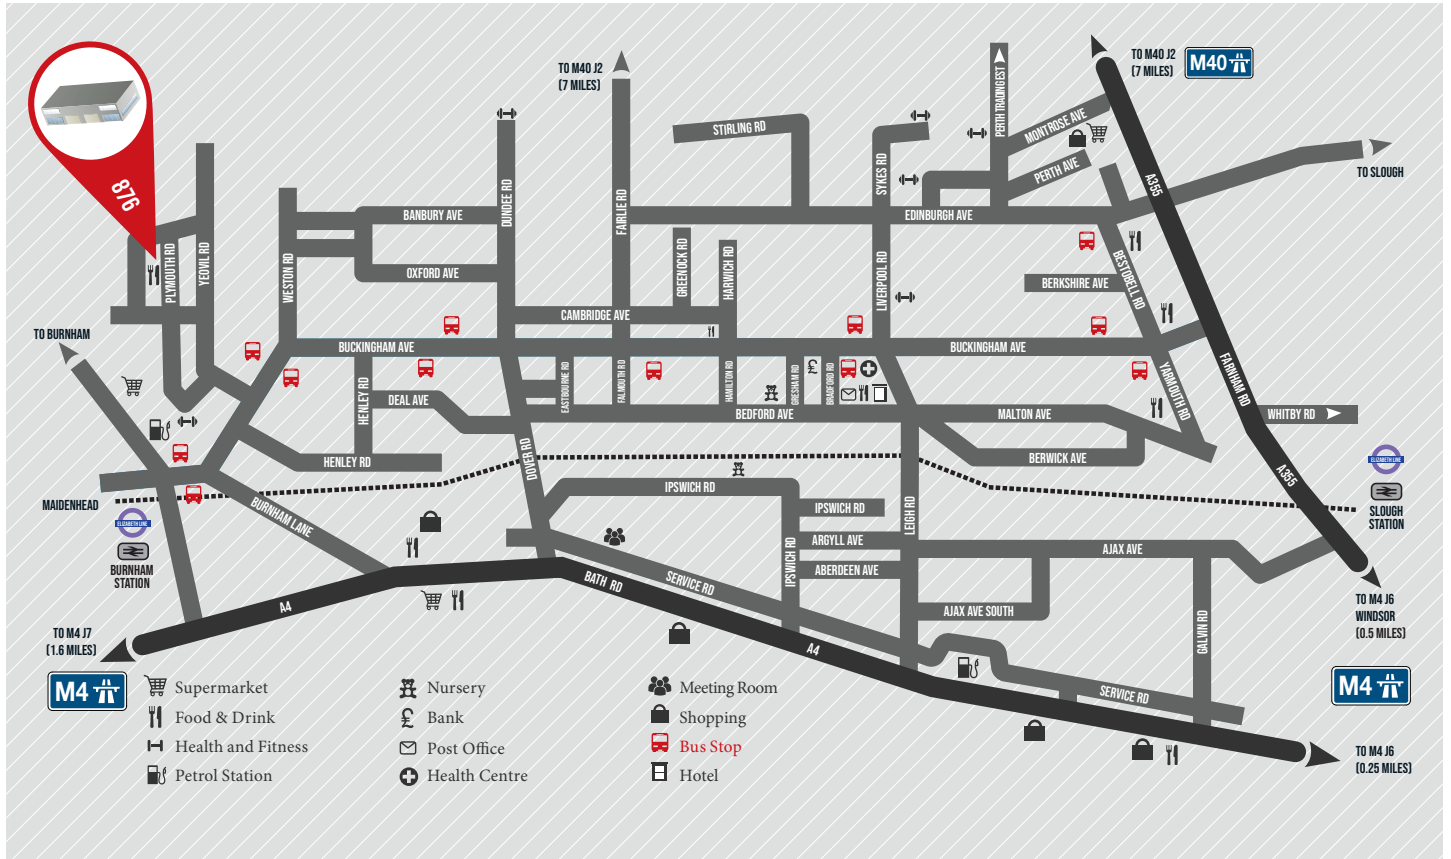 876
TO M40 J2
(7 MILES)
TO M40 J2
(7 MILES)
M40
PERTH TRADING EST
MONTROSE AVE
PERTH AVE
STIRLING RD
SYKES RD
A355
TO SLOUGH
DUNDEE RD
FAIRLIE RD
BANBURY AVE
EDINBURGH AVE
PLYMOUTH RD
YEOVIL RD
WESTON RD
OXFORD AVE
GREENOCK RD
HARWICH RD
LIVERPOOL RD
BESTOBELL RD
BERKSHIRE AVE
CAMBRIDGE AVE
TO BURNHAM
BUCKINGHAM AVE
BUCKINGHAM AVE
FARNHAM RD
YARMOUTH RD
HENLEY RD
DEAL AVE
EASTBOURNE RD
FALMOUTH RD
HAMILTON RD
GRESHAM RD
BRADFORD RD
BEDFORD AVE
MALTON AVE
WHITBY RD
HENLEY RD
DOVER RD
BERWICK AVE
ELIZABETH LINE
A355
SLOUGH
STATION
MAIDENHEAD
ELIZABETH LINE
BURNHAM
STATION
BURNHAM LANE
IPSWICH RD
IPSWICH RD
LEIGH RD
ARGYLL AVE
IPSWICH RD
ABERDEEN AVE
AJAX AVE
SERVICE RD
BATH RD
A4
AJAX AVE SOUTH
GALVIN RD
TO M4 J6
WINDSOR
(0.5 MILES)
TO M4 J7
(1.6 MILES)
M4
A4
SERVICE RD
M4
TO M4 J6
(0.25 MILES)
Supermarket
Food & Drink
Health and Fitness
Petrol Station
Nursery
£ Bank
Post Office
Health Centre
Meeting Room
Shopping
Bus Stop
Hotel